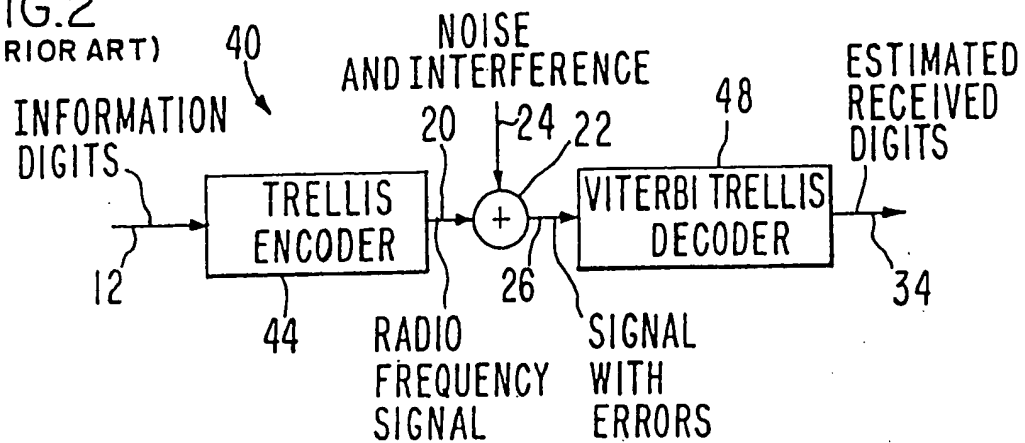 IG.2
RIOR ART)
40
NOISE
AND INTERFERENCE
ESTIMATED
RECEIVED
DIGITS
INFORMATION
DIGITS
20
24
22
48
TRELLIS
ENCODER
+
VITERBI TRELLIS
DECODER
12
44
26
34
RADIO
FREQUENCY
SIGNAL
SIGNAL
WITH
ERRORS